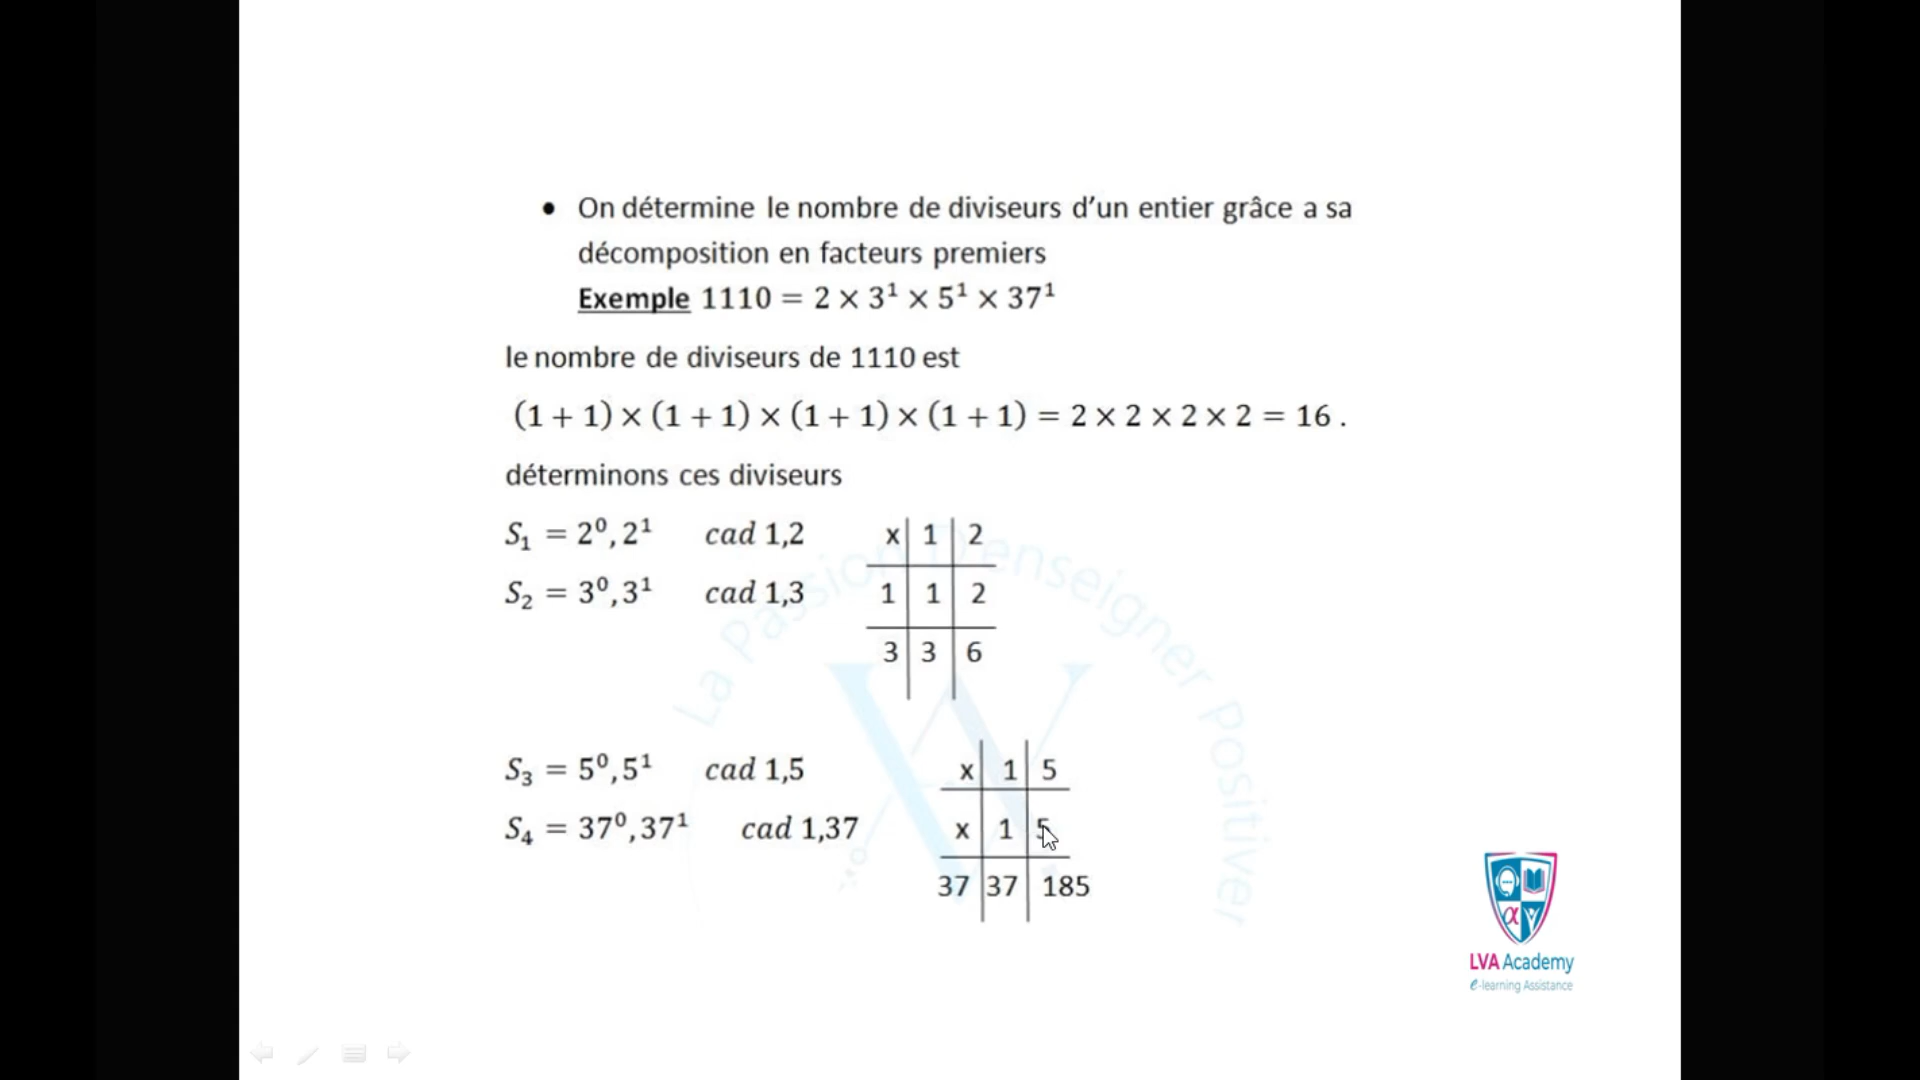 • On détermine le nombre de diviseurs d'un entier grâce a sa
décomposition en facteurs premiers
Exemple 1110 = 2 × 3¹ × 5¹ × 37¹
le nombre de diviseurs de 1110 est
(1 + 1) × (1 + 1) × (1 + 1) × (1 + 1) = 2 × 2 × 2 × 2 = 16 .
déterminons ces diviseurs
S₁ = 2⁰, 2¹ cad 1,2 x 1 2
S₂ = 3⁰, 3¹ cad 1,3 1 1 2
3 3 6
S₃ = 5⁰, 5¹ cad 1,5 x 1 5
S₄ = 37⁰, 37¹ cad 1,37 x 1 5
37 37 185
La Passion D'enseigner Positiver
LVA Academy
e-learning Assistance